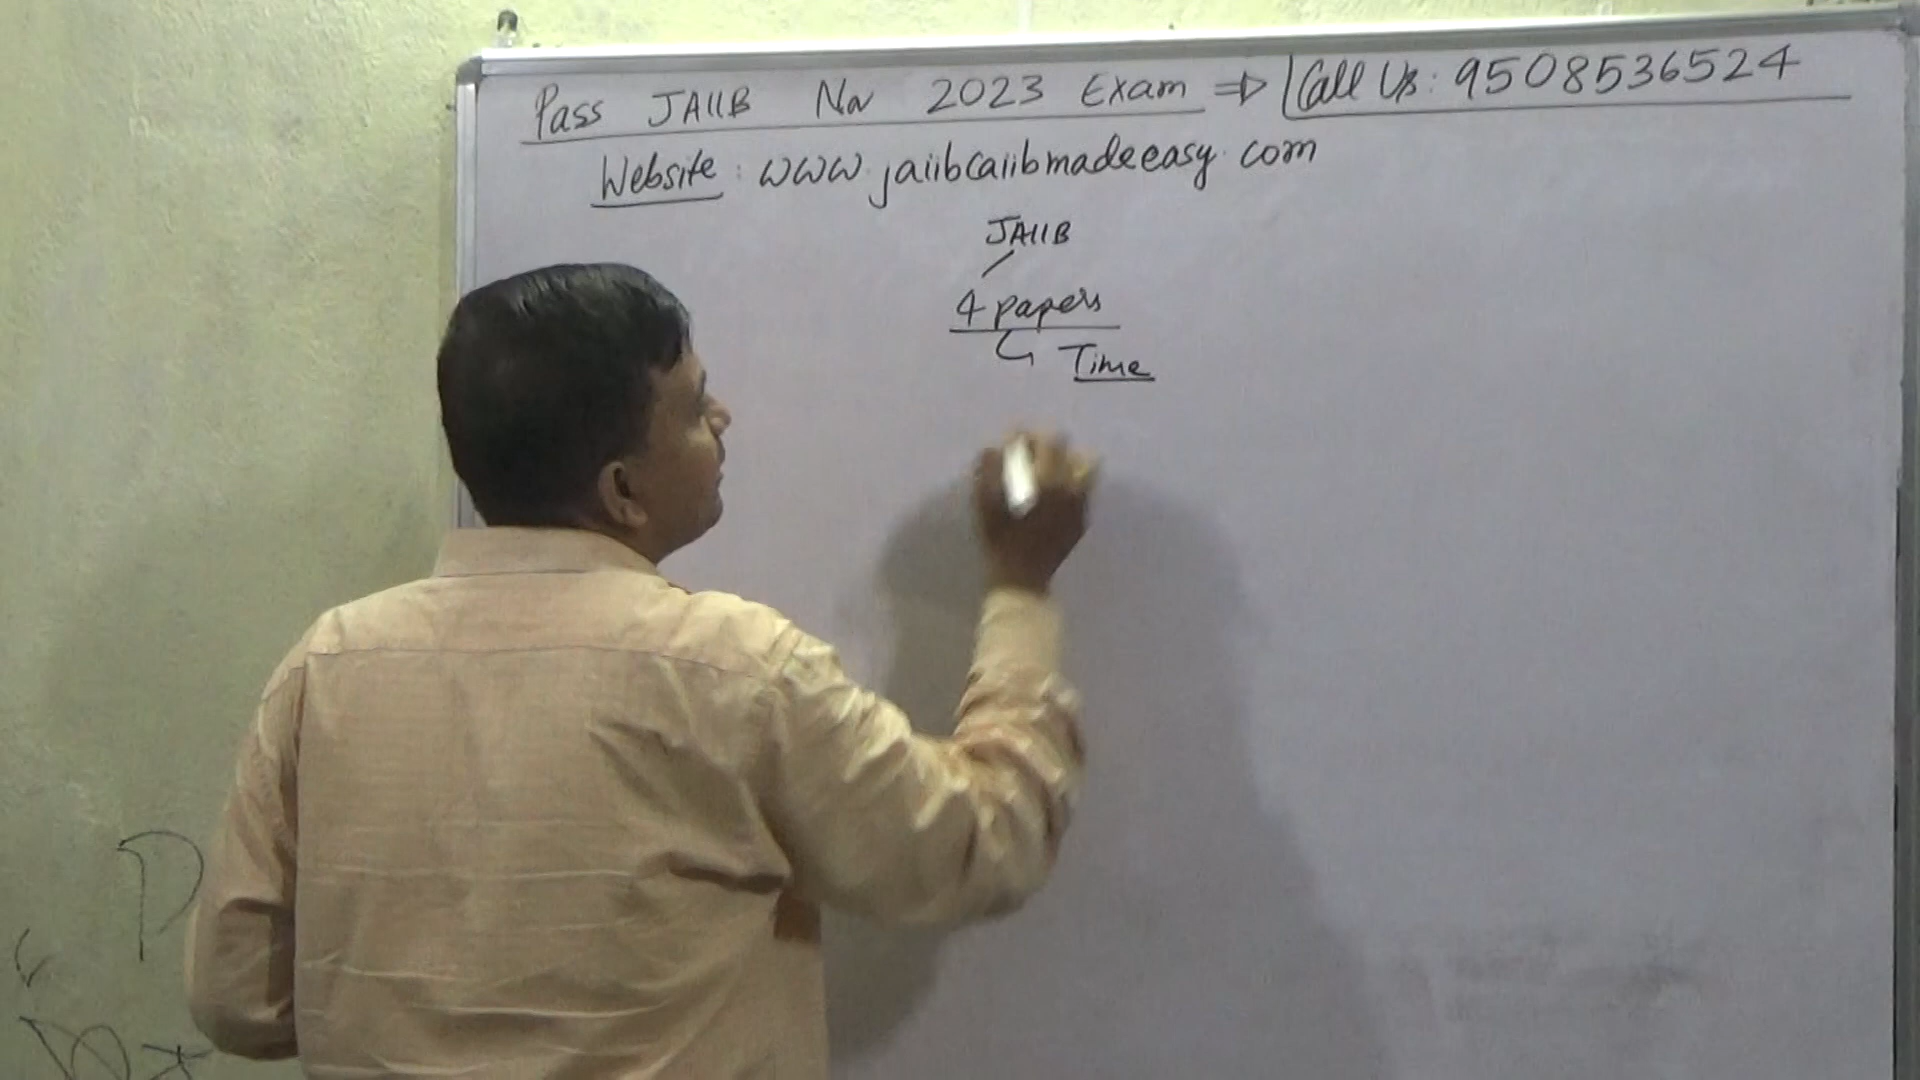 Pass JAIIB Nov 2023 Exam ⇒ Call Us: 9508536524
Website: www.jaiibcaiibmadeeasy.com
JAIIB
4 papers
Time
D